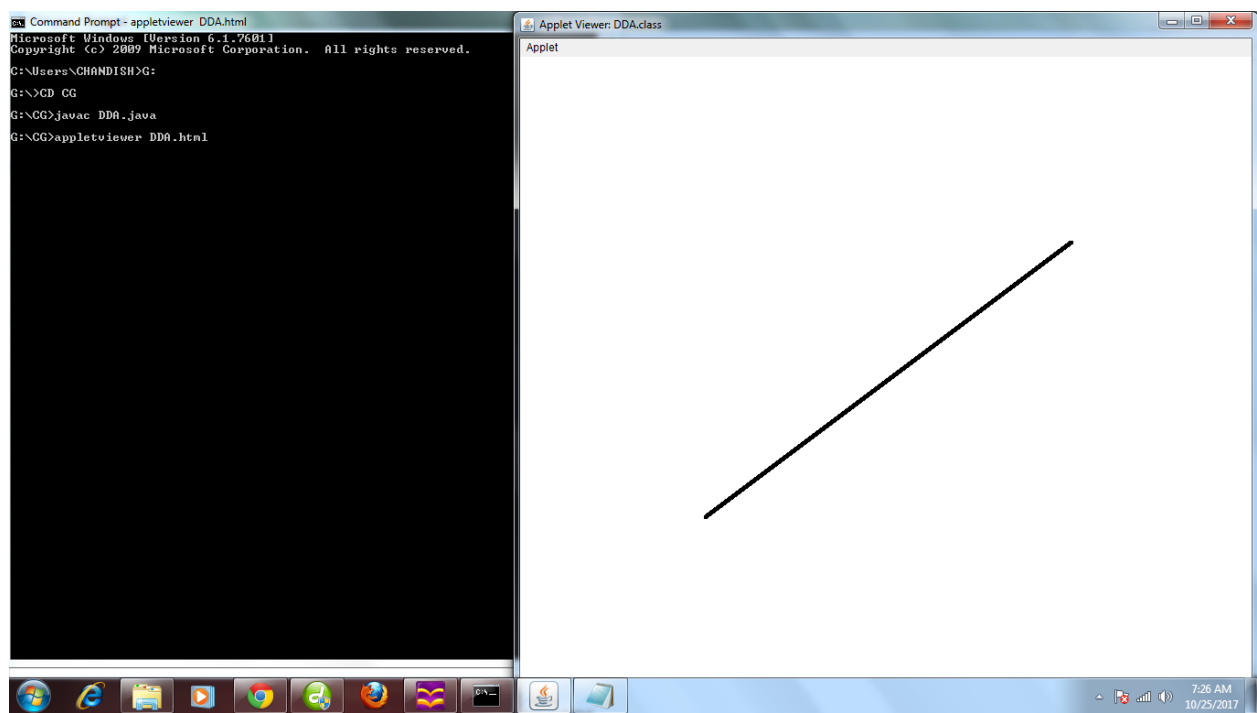 Command Prompt - appletviewer DDA.html
Microsoft Windows [Version 6.1.7601]
Copyright (c) 2009 Microsoft Corporation. All rights reserved.
C:\Users\CHANDISH>G:
G:\>CD CG
G:\CG>javac DDA.java
G:\CG>appletviewer DDA.html
Applet Viewer: DDA.class
Applet
7:26 AM
10/25/2017